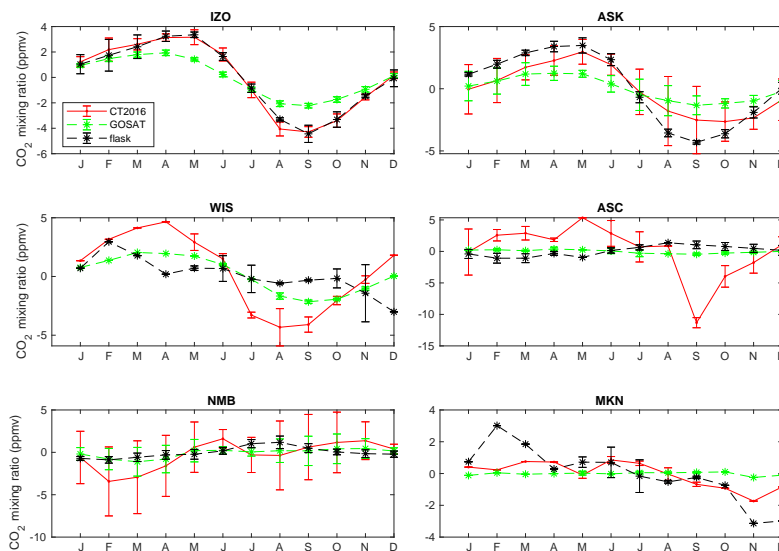 IZO
ASK
CO2 mixing ratio (ppmv)
4
2
0
-2
-4
-6
CT2016
GOSAT
flask
J F M A M J J A S O N D
5
0
-5
J F M A M J J A S O N D
WIS
ASC
CO2 mixing ratio (ppmv)
5
0
-5
J F M A M J J A S O N D
5
0
-5
-10
-15
J F M A M J J A S O N D
NMB
MKN
CO2 mixing ratio (ppmv)
5
0
-5
-10
J F M A M J J A S O N D
4
2
0
-2
-4
J F M A M J J A S O N D